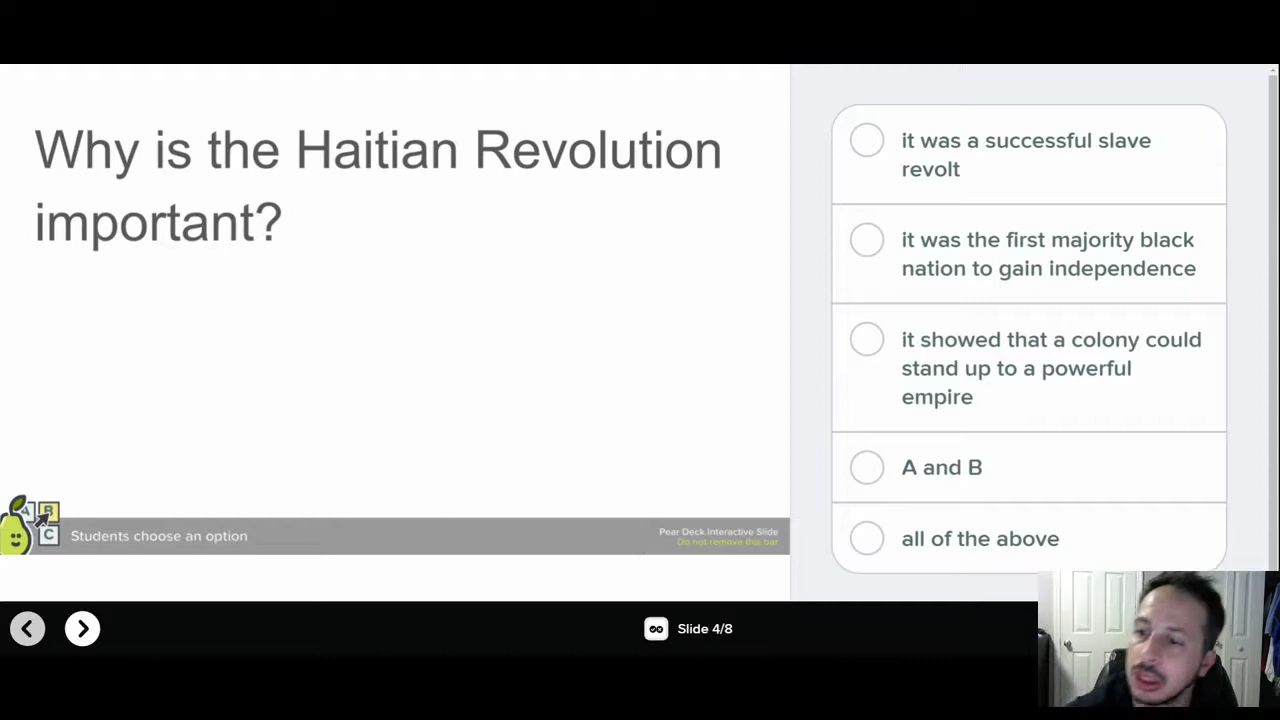 Why is the Haitian Revolution
important?
it was a successful slave
revolt
it was the first majority black
nation to gain independence
it showed that a colony could
stand up to a powerful
empire
A and B
all of the above
A B
C
Students choose an option
Pear Deck Interactive Slide
Do not remove this bar
Slide 4/8